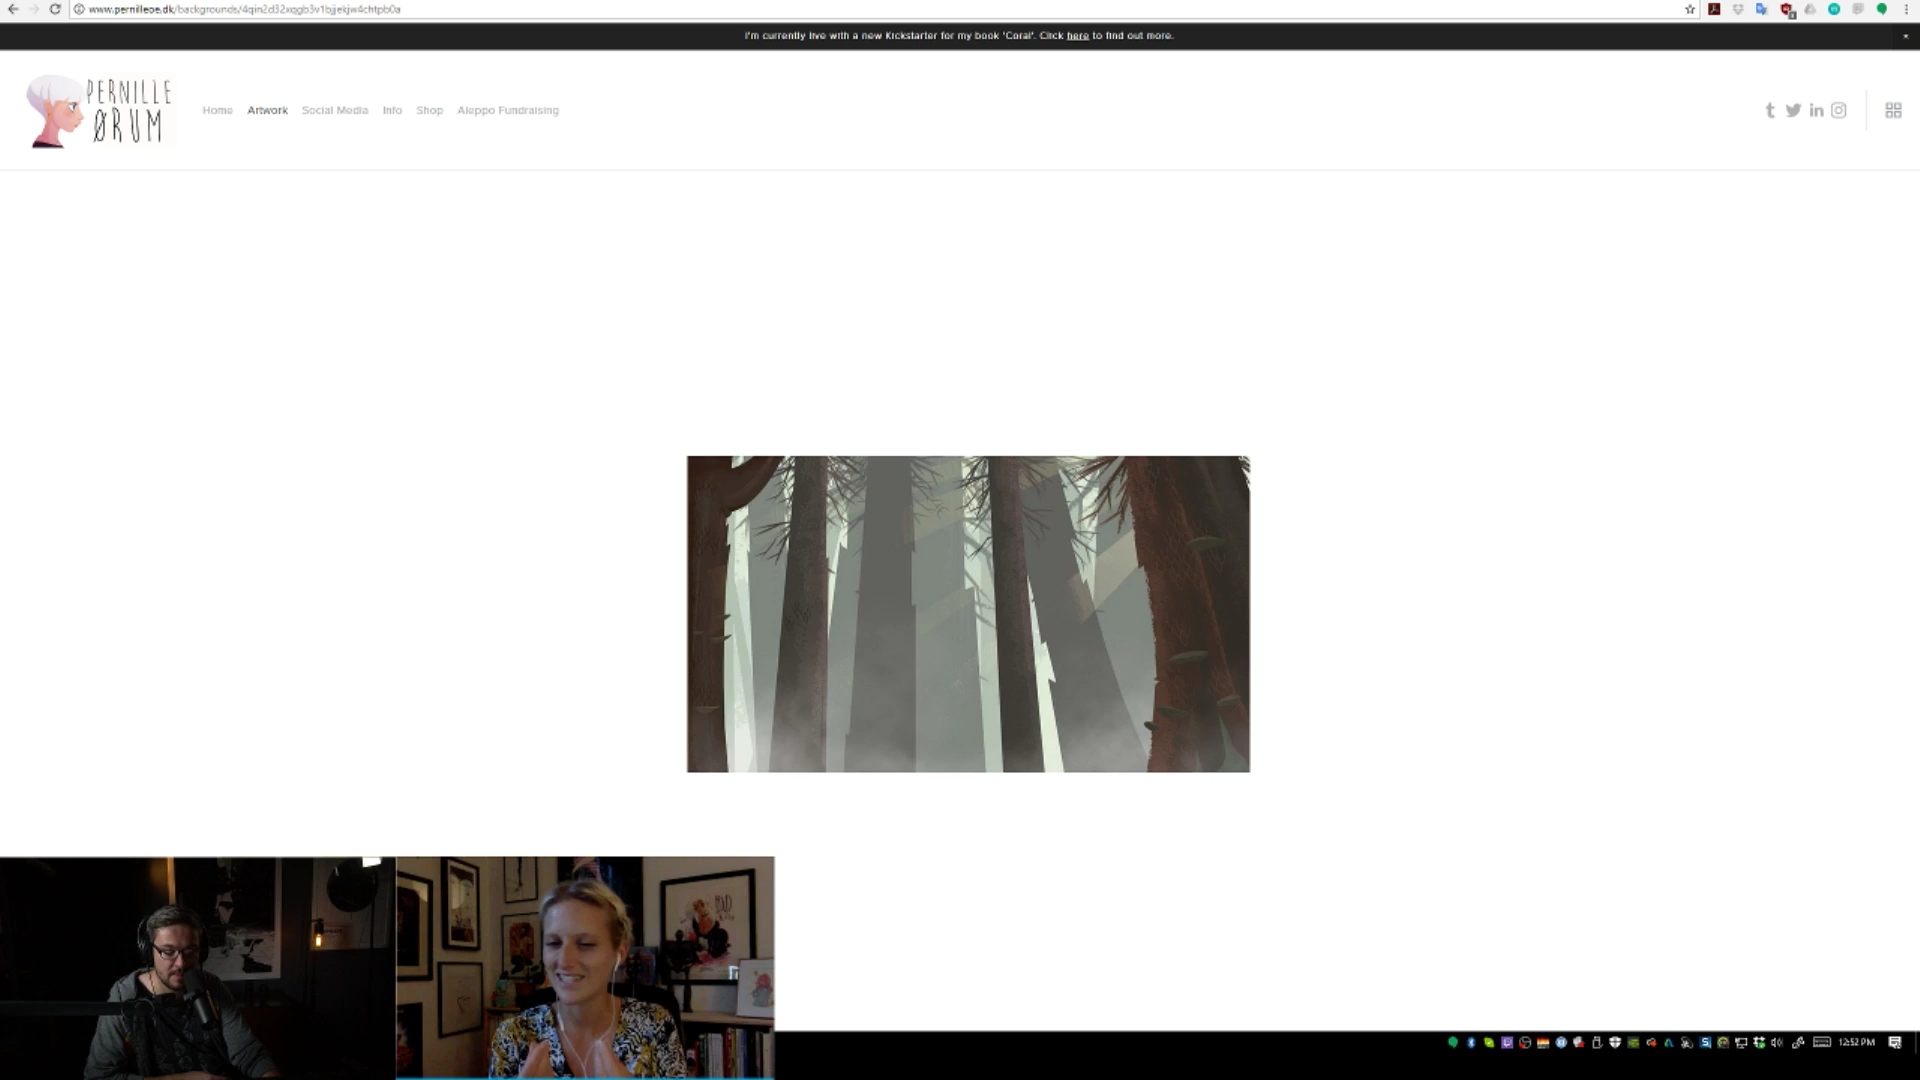 www.pernilleoe.dk/backgrounds/4qin2d32xqgb3v1bjjekjw4chtpb0a
I'm currently live with a new Kickstarter for my book 'Coral'. Click here to find out more.
PERNILLE
ØRUM
Home Artwork Social Media Info Shop Aleppo Fundraising
12:52 PM